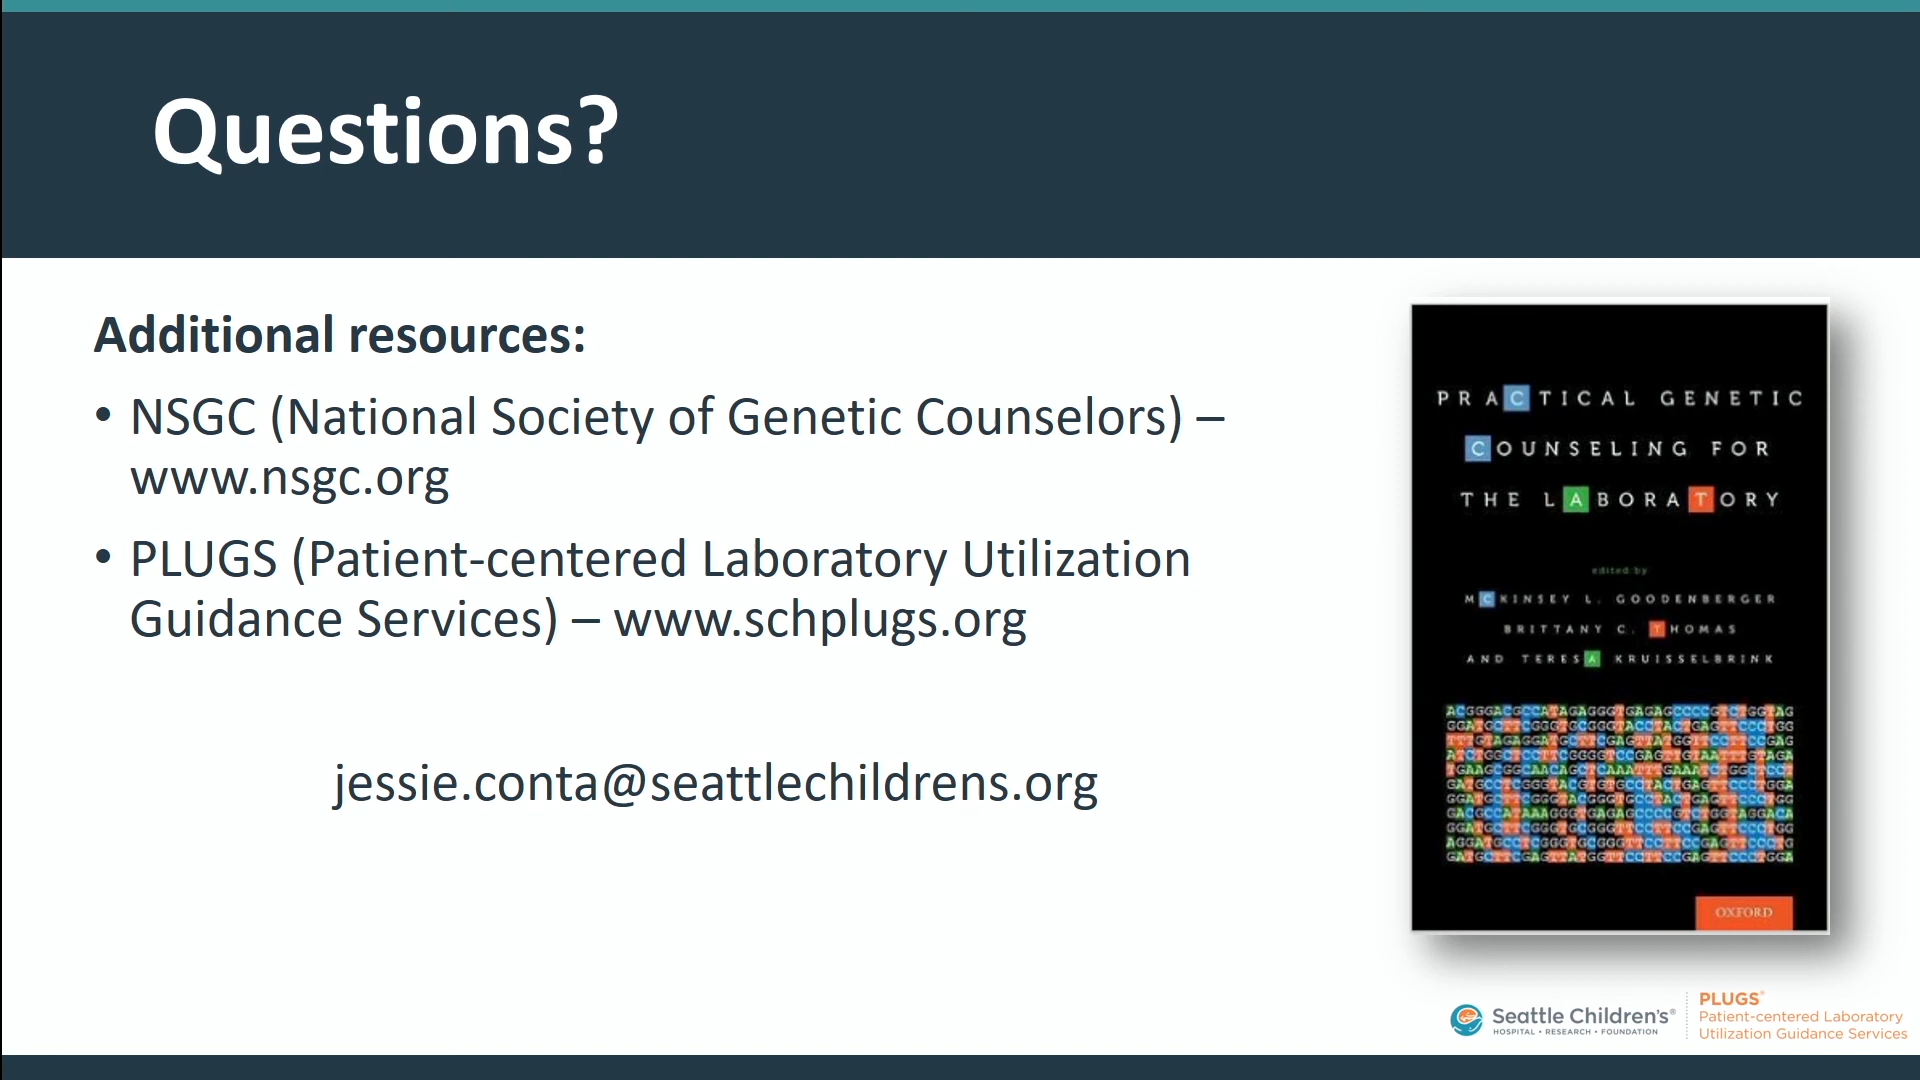 Questions?
Additional resources:
• NSGC (National Society of Genetic Counselors) –
www.nsgc.org
• PLUGS (Patient-centered Laboratory Utilization
Guidance Services) – www.schplugs.org
jessie.conta@seattlechildrens.org
PRACTICAL GENETIC
COUNSELING FOR
THE LABORATORY
edited by
MCKINSEY L. GOODENBERGER
BRITTANY C. THOMAS
AND TERESA KRUISSELBRINK
OXFORD
Seattle Children's®
HOSPITAL • RESEARCH • FOUNDATION
PLUGS®
Patient-centered Laboratory
Utilization Guidance Services